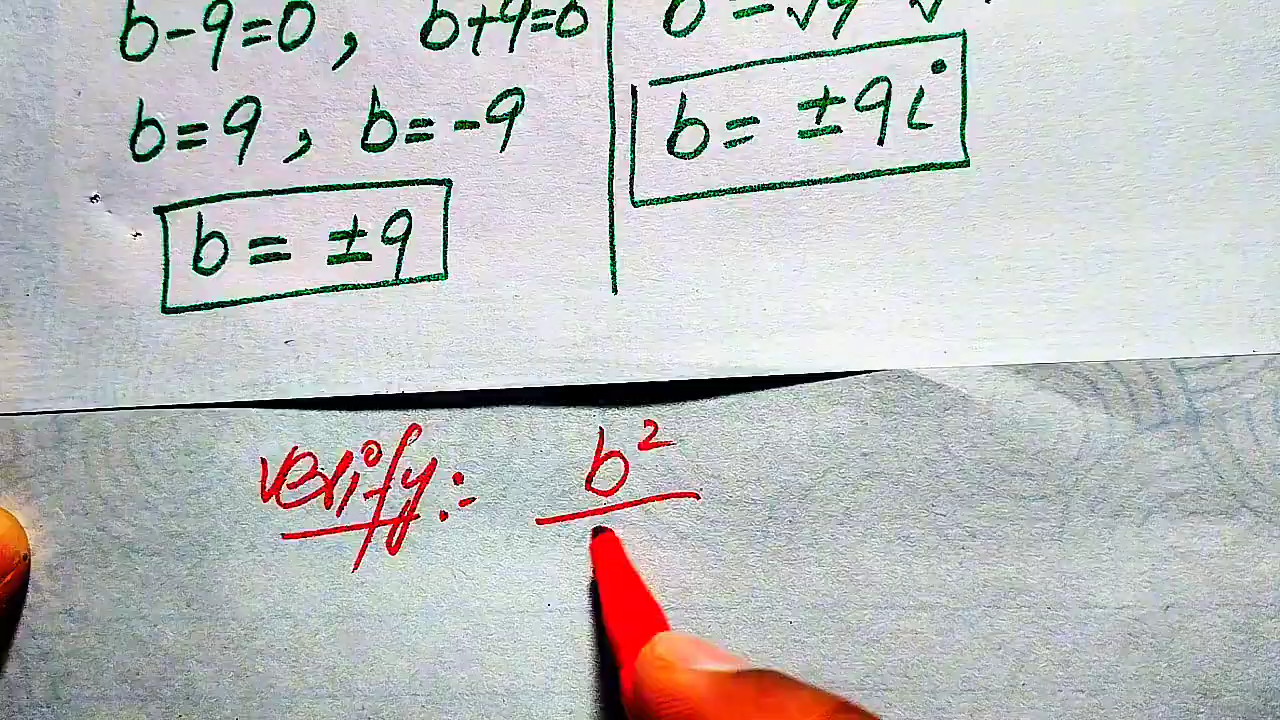 b-9=0, b+9=0
b=9, b=-9
b= ±9
b= ±9i
Verify:- b²